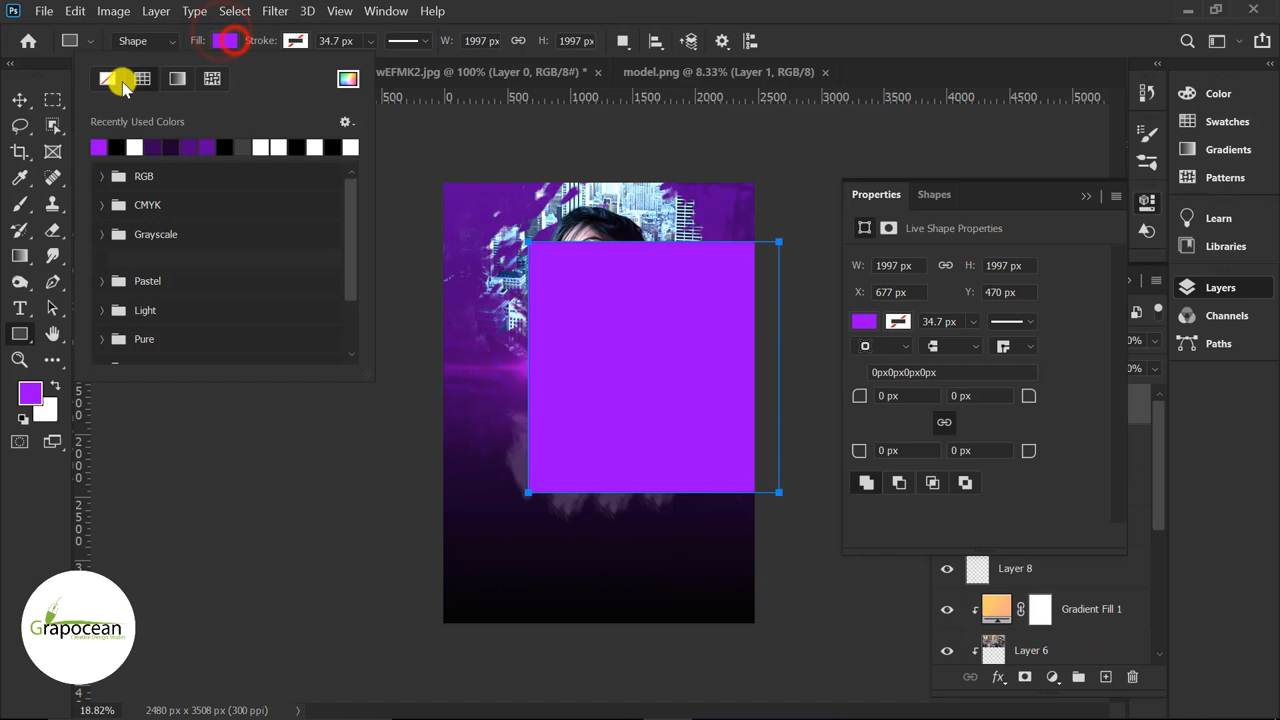 Ps File Edit Image Layer Type Select Filter 3D View Window Help
Shape Fill: Stroke: 34.7 px W: 1997 px H: 1997 px
wEFMK2.jpg @ 100% (Layer 0, RGB/8#) * × model.png @ 8.33% (Layer 1, RGB/8) ×
500 0 500 1000 1500 2000 2500 3000 3500 4000 4500 5000
Recently Used Colors
RGB
CMYK
Grayscale
Pastel
Light
Pure
Properties Shapes
Live Shape Properties
W: 1997 px H: 1997 px
X: 677 px Y: 470 px
34.7 px
0px0px0px0px
0 px 0 px
0 px 0 px
Color
Swatches
Gradients
Patterns
Learn
Libraries
Layers
Channels
Paths
Layer 8
Gradient Fill 1
Layer 6
fx
Grapocean
Creative Design Studio
18.82% 2480 px x 3508 px (300 ppi)